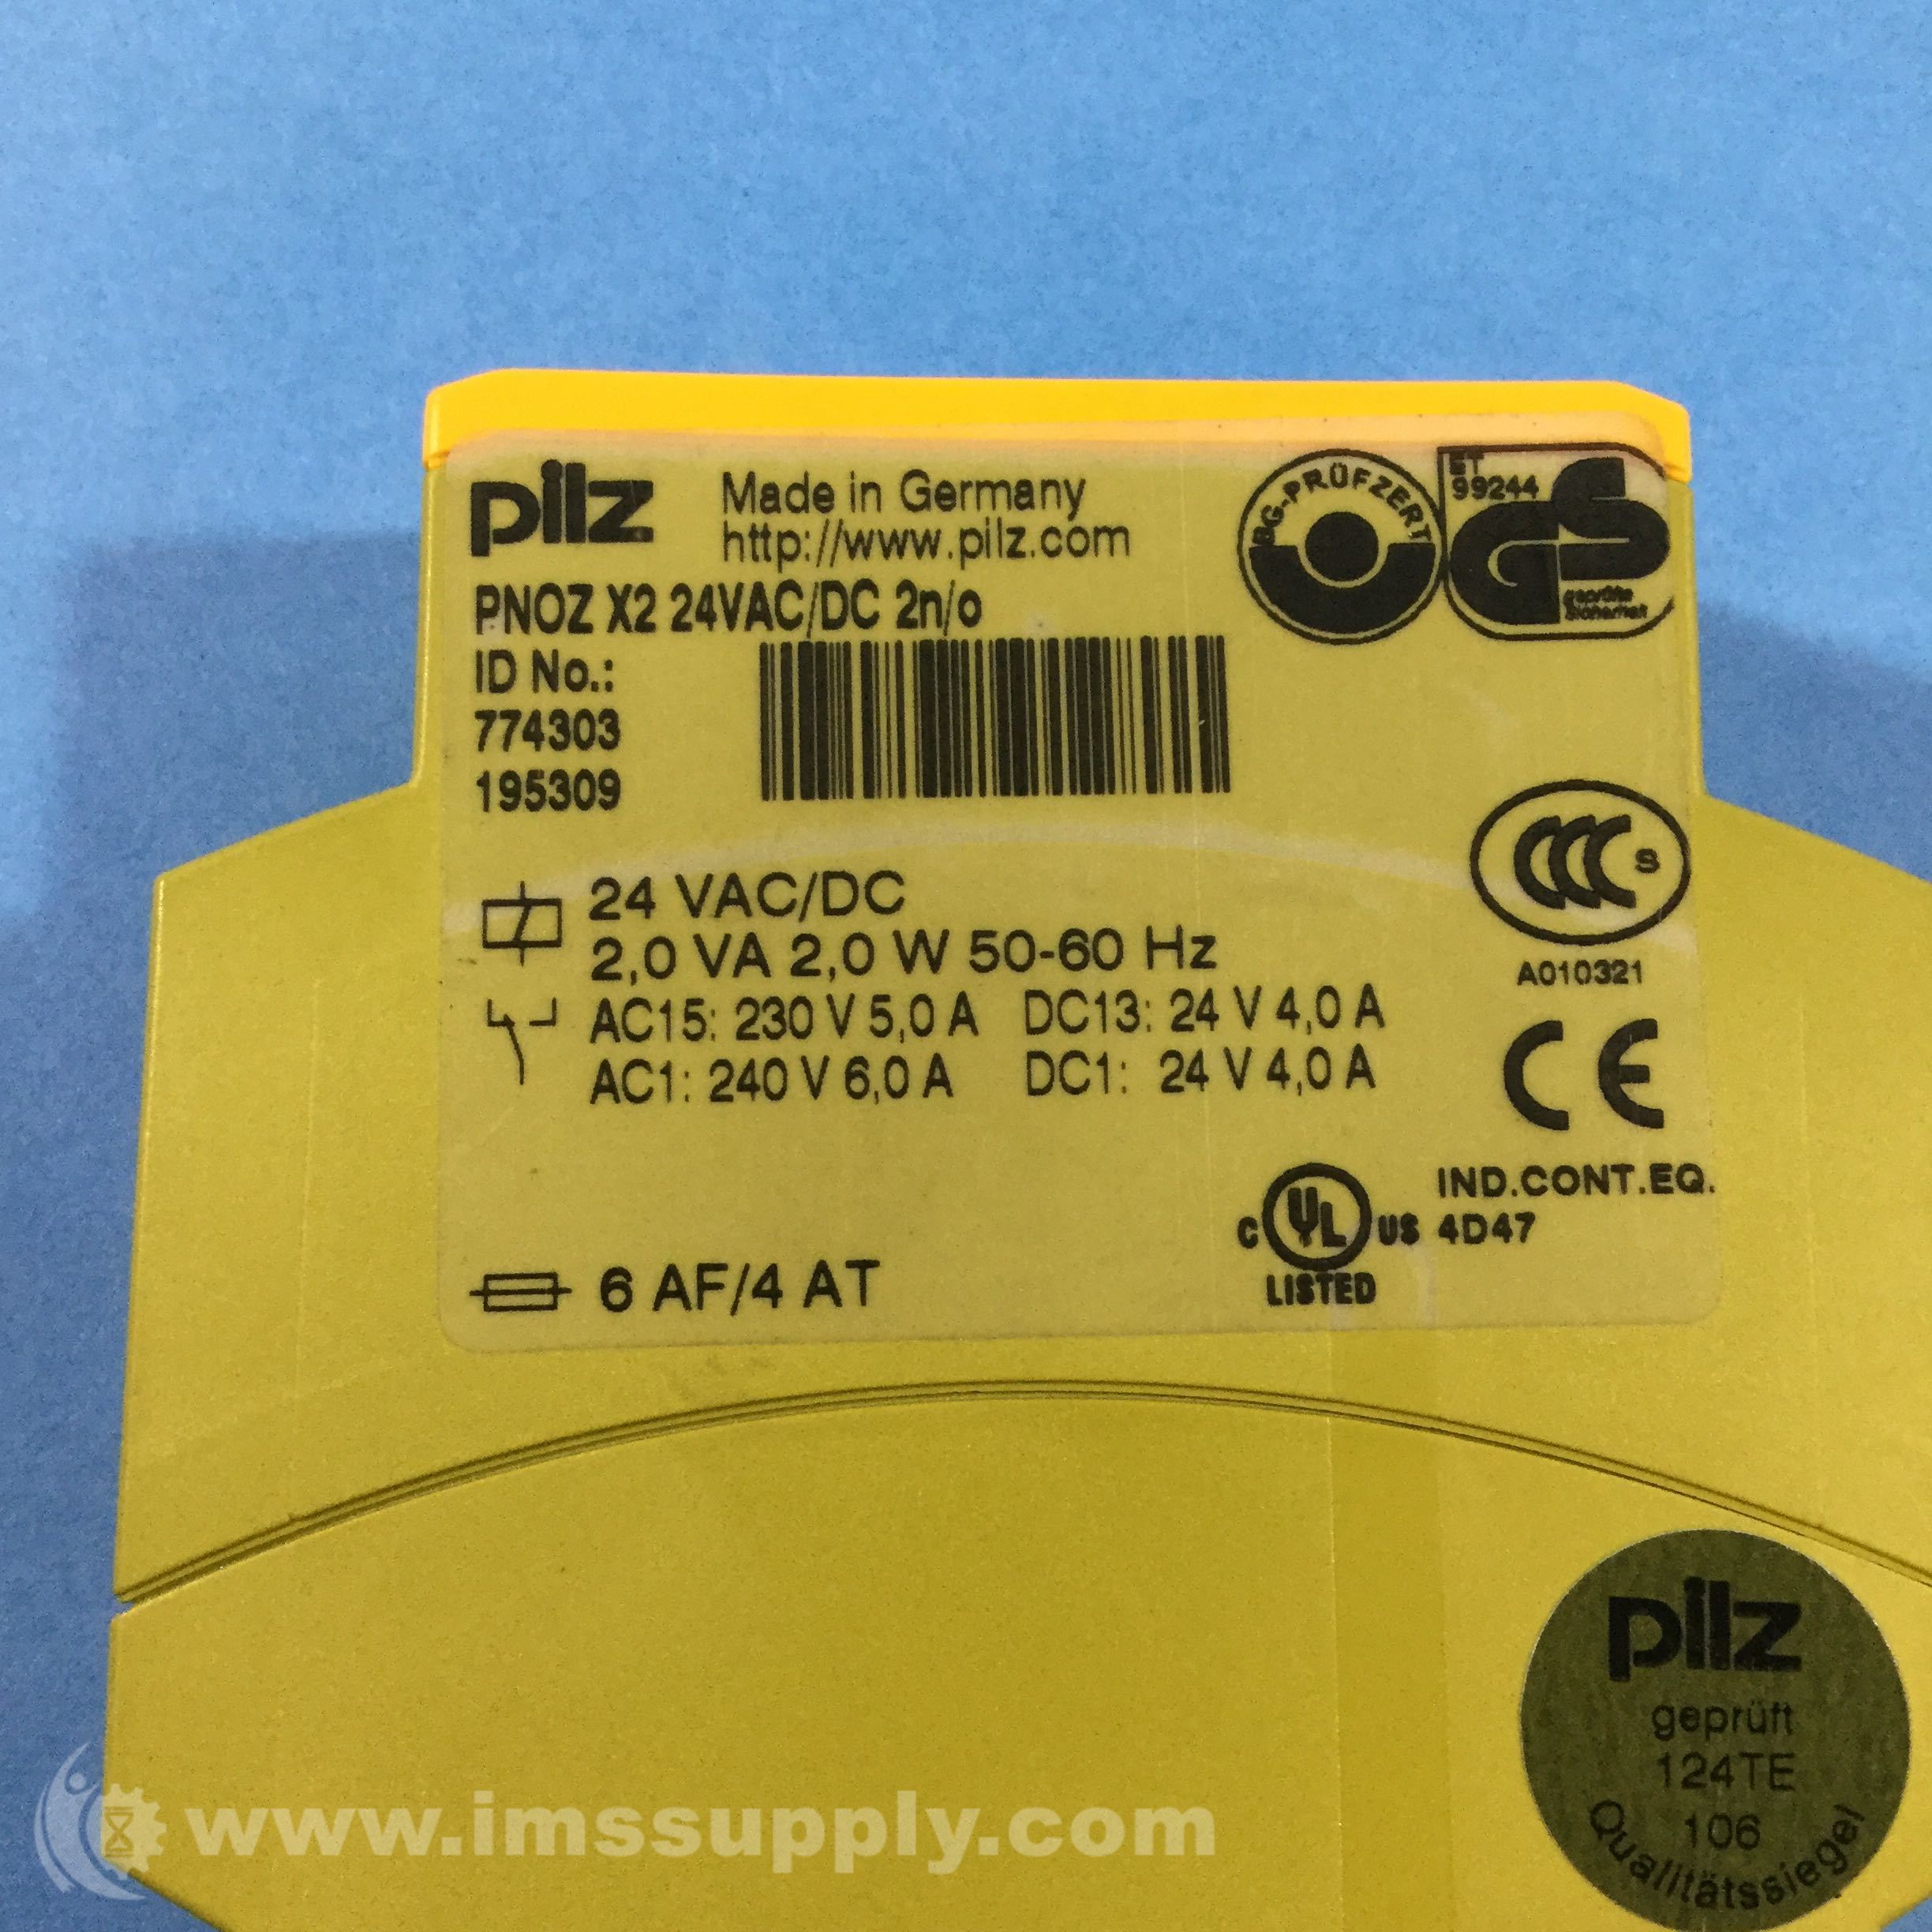 pilz
Made in Germany
http://www.pilz.com
BG-PRÜFZERT
ET
99244
GS
geprüfte
Sicherheit
PNOZ X2 24VAC/DC 2n/o
ID No.:
774303
195309
CCC S
A010321
24 VAC/DC
2,0 VA 2,0 W 50-60 Hz
AC15: 230 V 5,0 A DC13: 24 V 4,0 A
AC1: 240 V 6,0 A DC1: 24 V 4,0 A
CE
C UL US
LISTED
IND.CONT.EQ.
4D47
6 AF/4 AT
pilz
geprüft
124TE
106
Qualitätssiegel
www.imssupply.com